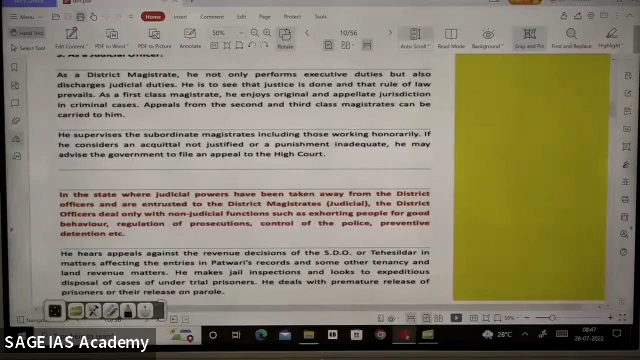 Menu
Home
Insert
Comment
Edit
Page
Protect
Tools
Hand Tool
Select Tool
Edit Content
PDF to Word
PDF to Picture
Annotate
50%
Rotate
10/56
Auto Scroll
Read Mode
Background
Snip and Pin
Find and Replace
Highlight
As a District Magistrate, he not only performs executive duties but also
discharges judicial duties. He is to see that justice is done and that rule of law
prevails. As a first class magistrate, he enjoys original and appellate jurisdiction
in criminal cases. Appeals from the second and third class magistrates can be
carried to him.
He supervises the subordinate magistrates including those working honorarily. If
he considers an acquittal not justified or a punishment inadequate, he may
advise the government to file an appeal to the High Court.
In the state where judicial powers have been taken away from the District
officers and are entrusted to the District Magistrates (Judicial), the District
Officers deal only with non-judicial functions such as exhorting people for good
behaviour, regulation of prosecutions, control of the police, preventive
detention etc.
He hears appeals against the revenue decisions of the S.D.O. or Tehesildar in
matters affecting the entries in Patwari's records and some other tenancy and
land revenue matters. He makes jail inspections and looks to expeditious
disposal of cases of under trial prisoners. He deals with premature release of
prisoners or their release on parole.
28°C
08:47
28-07-2022
SAGE IAS Academy